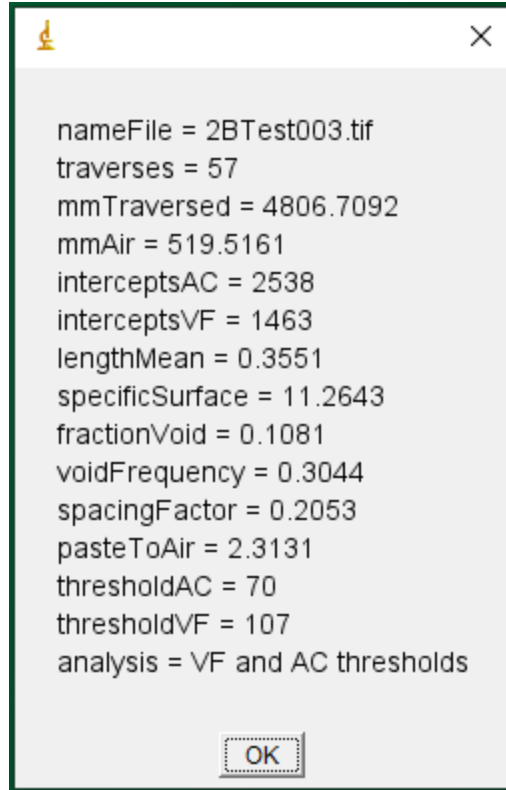 nameFile = 2BTest003.tif
traverses = 57
mmTraversed = 4806.7092
mmAir = 519.5161
interceptsAC = 2538
interceptsVF = 1463
lengthMean = 0.3551
specificSurface = 11.2643
fractionVoid = 0.1081
voidFrequency = 0.3044
spacingFactor = 0.2053
pasteToAir = 2.3131
thresholdAC = 70
thresholdVF = 107
analysis = VF and AC thresholds
OK